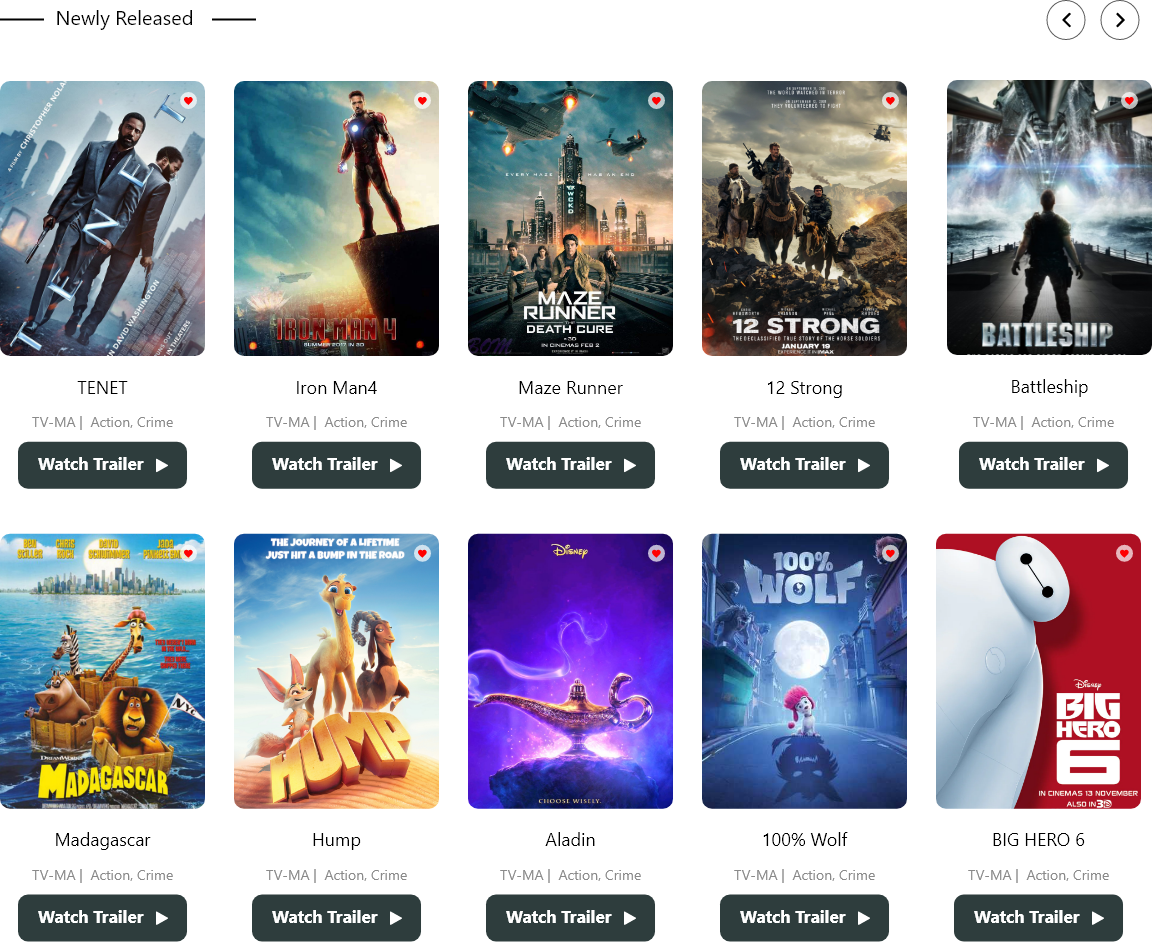 Newly Released
A FILM BY CHRISTOPHER NOLAN
TENET
JOHN DAVID WASHINGTON
IN THEATERS
IRON MAN 4
SUMMER 2017 IN 3D
EVERY MAZE HAS AN END
WCKD
MAZE
RUNNER
DEATH CURE
IN 3D
IN CINEMAS FEB 2
THE WORLD WATCHED IN TERROR
THEY VOLUNTEERED TO FIGHT
12 STRONG
THE DECLASSIFIED TRUE STORY OF THE HORSE SOLDIERS
JANUARY 19
EXPERIENCE IT IN IMAX
BATTLESHIP
TENET
Iron Man4
Maze Runner
12 Strong
Battleship
TV-MA | Action, Crime
TV-MA | Action, Crime
TV-MA | Action, Crime
TV-MA | Action, Crime
TV-MA | Action, Crime
Watch Trailer
Watch Trailer
Watch Trailer
Watch Trailer
Watch Trailer
BEN STILLER
CHRIS ROCK
DAVID SCHWIMMER
JADA
NYC
DREAMWORKS
MADAGASCAR
THE JOURNEY OF A LIFETIME
JUST HIT A BUMP IN THE ROAD
HUMP
Disney
CHOOSE WISELY.
100%
WOLF
Disney
BIG
HERO
6
IN CINEMAS 13 NOVEMBER
ALSO IN 3D
Madagascar
Hump
Aladin
100% Wolf
BIG HERO 6
TV-MA | Action, Crime
TV-MA | Action, Crime
TV-MA | Action, Crime
TV-MA | Action, Crime
TV-MA | Action, Crime
Watch Trailer
Watch Trailer
Watch Trailer
Watch Trailer
Watch Trailer